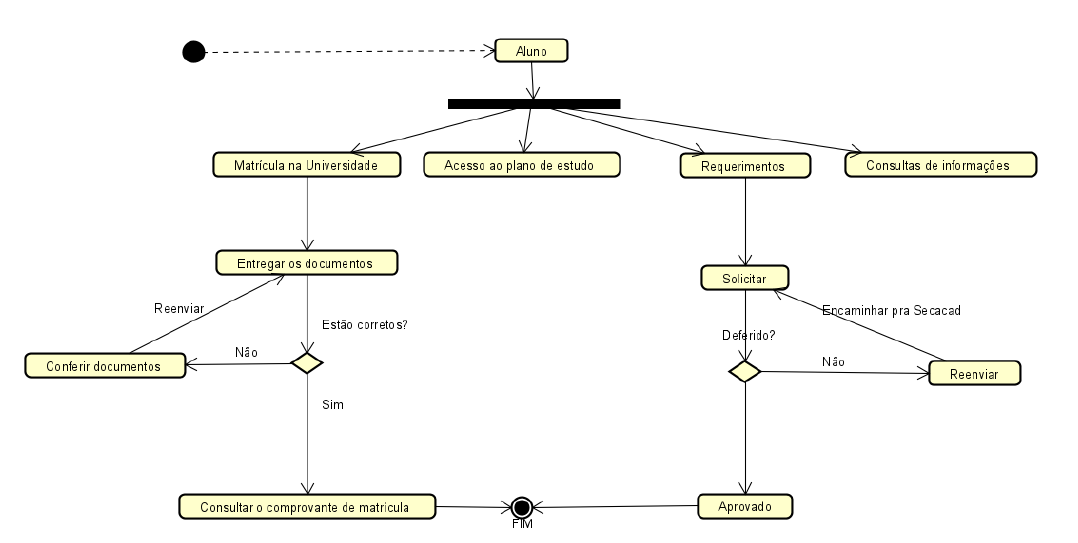 Aluno
Matrícula na Universidade
Acesso ao plano de estudo
Requerimentos
Consultas de informações
Entregar os documentos
Solicitar
Reenviar
Encaminhar pra Secacad
Estão corretos?
Deferido?
Não
Não
Conferir documentos
Reenviar
Sim
Consultar o comprovante de matricula
Aprovado
FIM